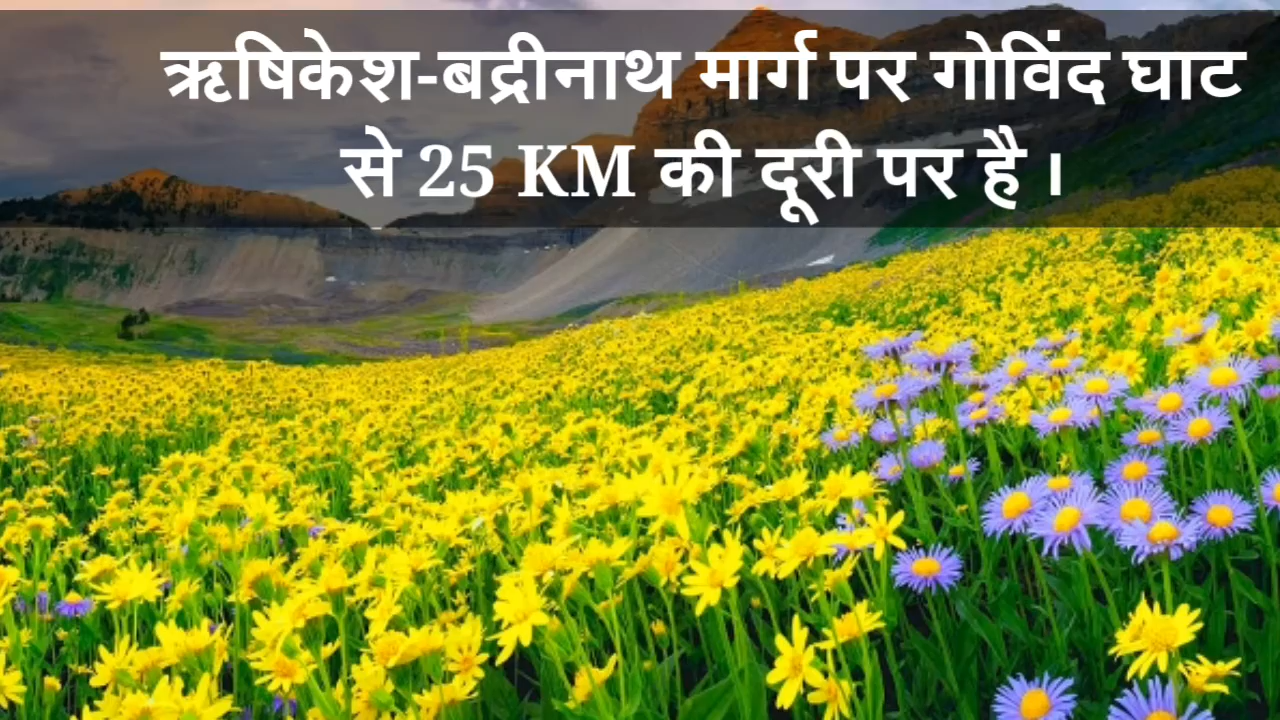 ऋषिकेश-बद्रीनाथ मार्ग पर गोविंद घाट
से 25 KM की दूरी पर है ।